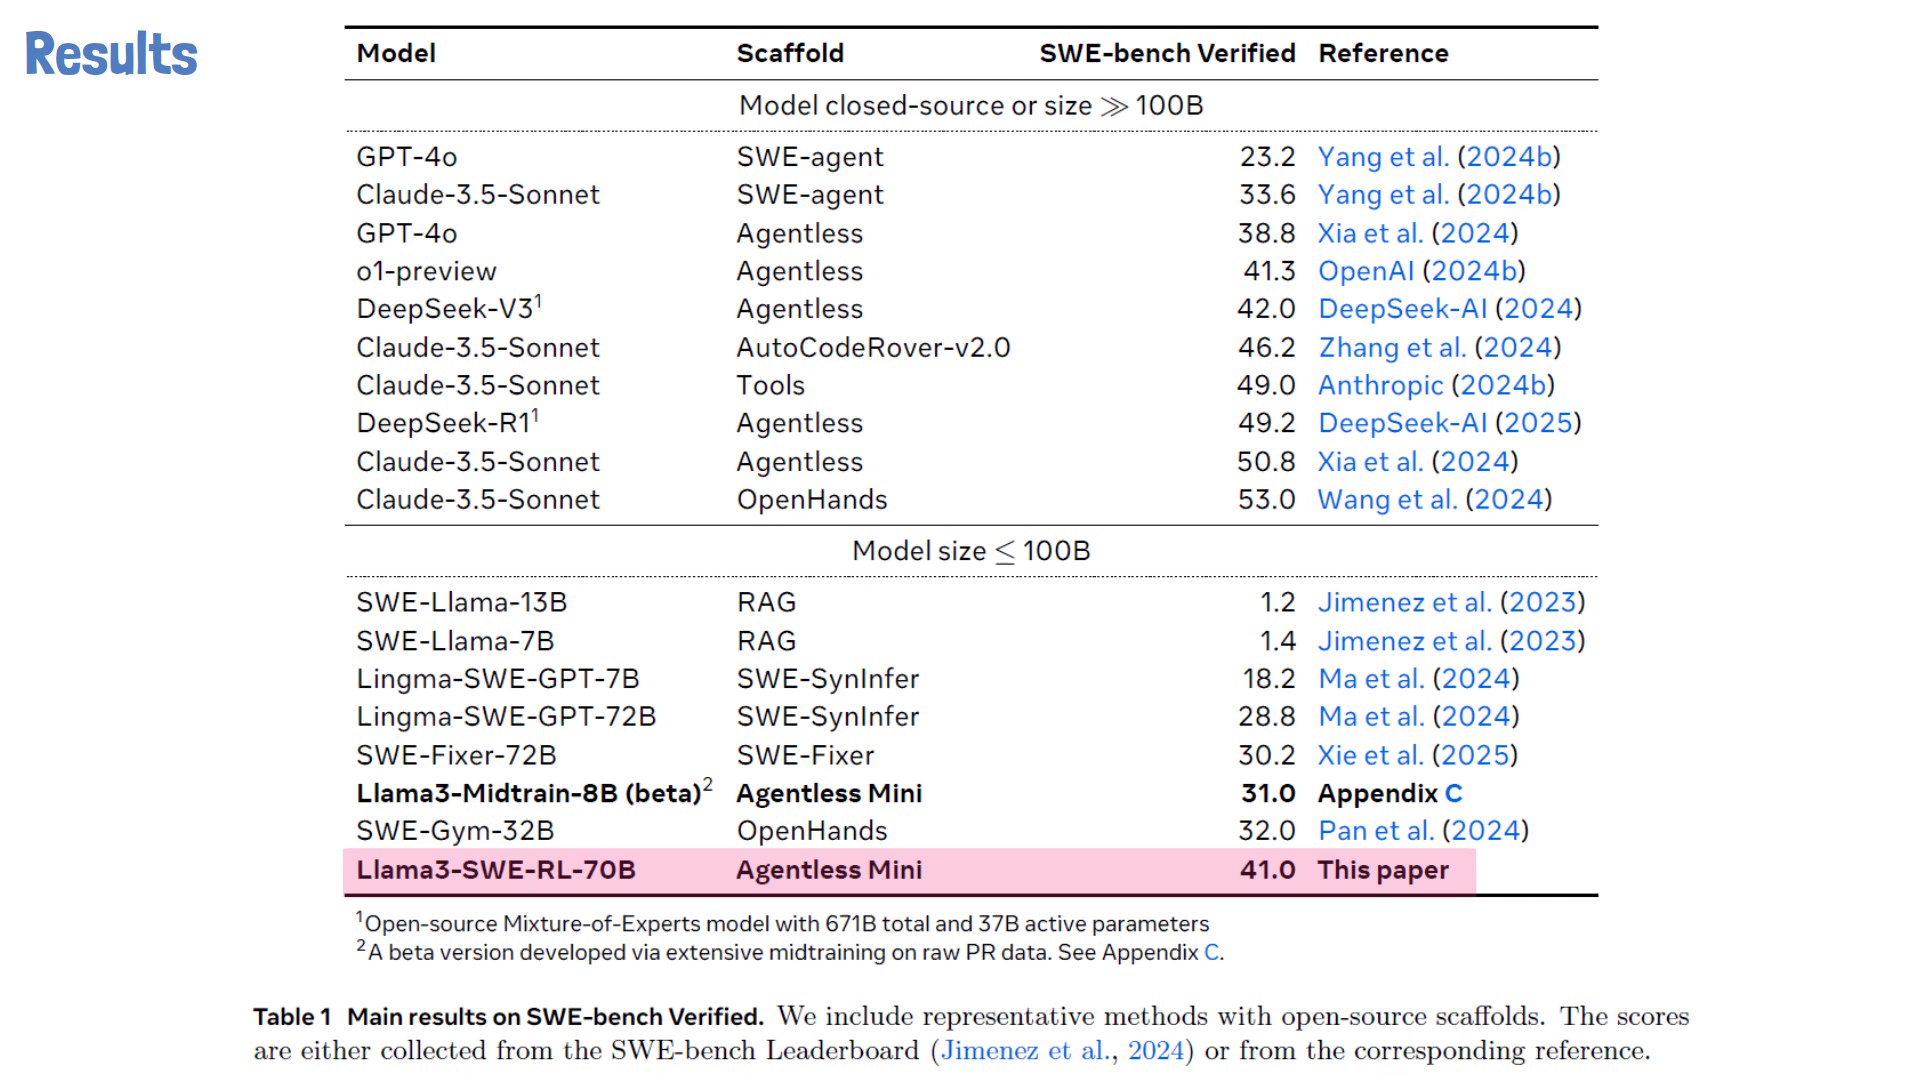 Results
Model Scaffold SWE-bench Verified Reference
Model closed-source or size ≫ 100B
GPT-4o SWE-agent 23.2 Yang et al. (2024b)
Claude-3.5-Sonnet SWE-agent 33.6 Yang et al. (2024b)
GPT-4o Agentless 38.8 Xia et al. (2024)
o1-preview Agentless 41.3 OpenAI (2024b)
DeepSeek-V3¹ Agentless 42.0 DeepSeek-AI (2024)
Claude-3.5-Sonnet AutoCodeRover-v2.0 46.2 Zhang et al. (2024)
Claude-3.5-Sonnet Tools 49.0 Anthropic (2024b)
DeepSeek-R1¹ Agentless 49.2 DeepSeek-AI (2025)
Claude-3.5-Sonnet Agentless 50.8 Xia et al. (2024)
Claude-3.5-Sonnet OpenHands 53.0 Wang et al. (2024)
Model size ≤ 100B
SWE-Llama-13B RAG 1.2 Jimenez et al. (2023)
SWE-Llama-7B RAG 1.4 Jimenez et al. (2023)
Lingma-SWE-GPT-7B SWE-SynInfer 18.2 Ma et al. (2024)
Lingma-SWE-GPT-72B SWE-SynInfer 28.8 Ma et al. (2024)
SWE-Fixer-72B SWE-Fixer 30.2 Xie et al. (2025)
Llama3-Midtrain-8B (beta)² Agentless Mini 31.0 Appendix C
SWE-Gym-32B OpenHands 32.0 Pan et al. (2024)
Llama3-SWE-RL-70B Agentless Mini 41.0 This paper
¹Open-source Mixture-of-Experts model with 671B total and 37B active parameters
²A beta version developed via extensive midtraining on raw PR data. See Appendix C.
Table 1 Main results on SWE-bench Verified. We include representative methods with open-source scaffolds. The scores
are either collected from the SWE-bench Leaderboard (Jimenez et al., 2024) or from the corresponding reference.